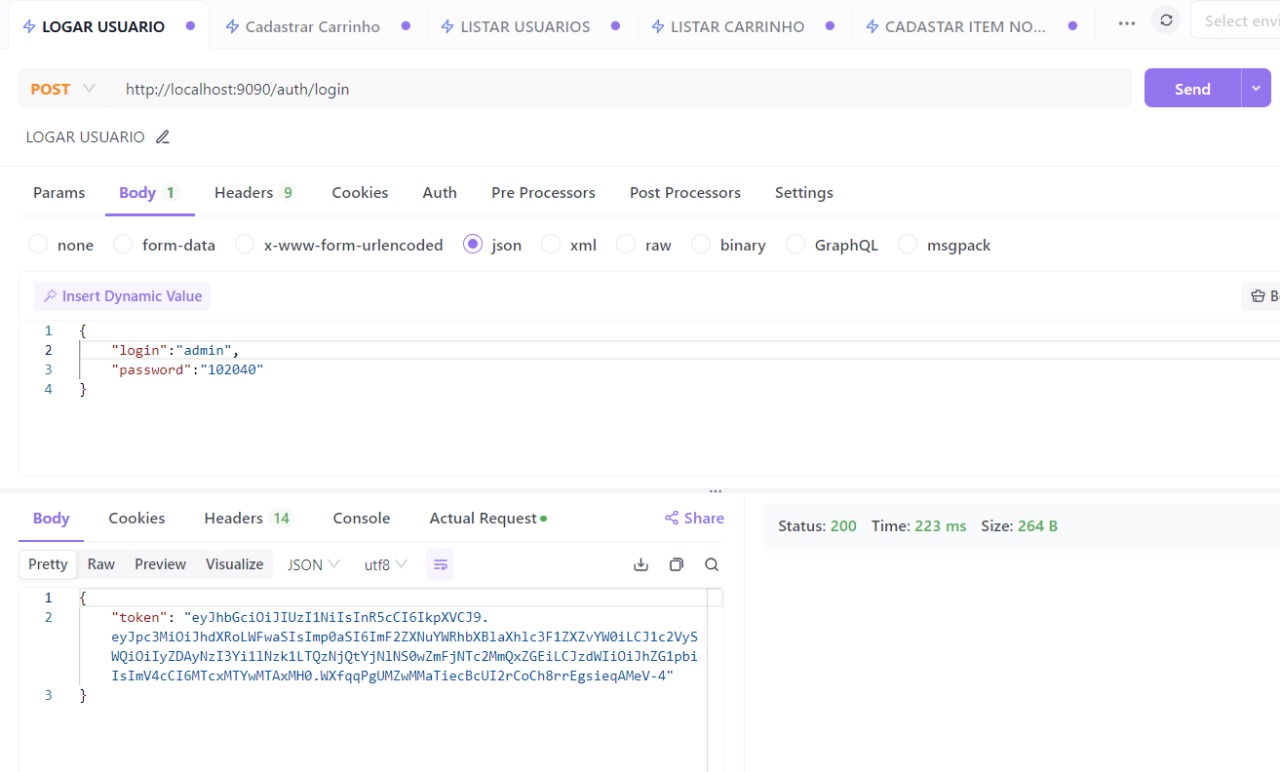 LOGAR USUARIO
Cadastrar Carrinho
LISTAR USUARIOS
LISTAR CARRINHO
CADASTAR ITEM NO...
Select envi
POST
http://localhost:9090/auth/login
Send
LOGAR USUARIO
Params Body 1 Headers 9 Cookies Auth Pre Processors Post Processors Settings
none form-data x-www-form-urlencoded json xml raw binary GraphQL msgpack
Insert Dynamic Value
1 {
2 "login":"admin",
3 "password":"102040"
4 }
Body Cookies Headers 14 Console Actual Request Share
Status: 200 Time: 223 ms Size: 264 B
Pretty Raw Preview Visualize JSON utf8
1 {
2 "token": "eyJhbGciOiJIUzI1NiIsInR5cCI6IkpXVCJ9.
eyJpc3MiOiJhdXRoLWFwaSIsImp0aSI6ImF2ZXNuYWRhbXBlaXhlc3F1ZXZvYW0iLCJ1c2VyS
WQiOiIyZDAyNzI3Yi1lNzk1LTQzNjQtYjNlNS0wZmFjNTc2MmQxZGEiLCJzdWIiOiJhZG1pbi
IsImV4cCI6MTcxMTYwMTAxMH0.WXfqqPgUMZwMMaTiecBcUI2rCoCh8rrEgsieqAMeV-4"
3 }